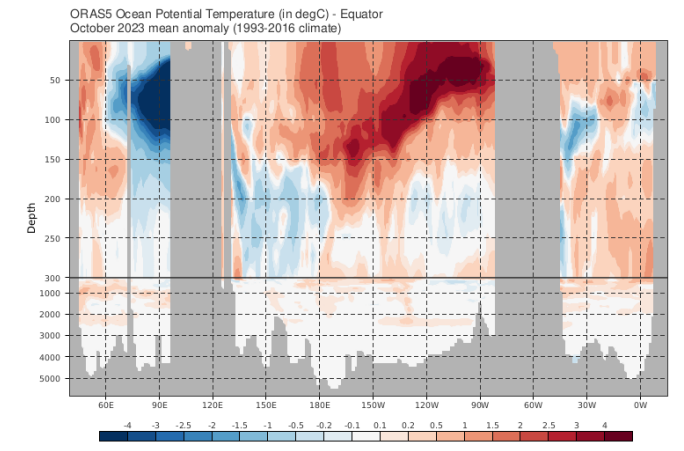 ORAS5 Ocean Potential Temperature (in degC) - Equator
October 2023 mean anomaly (1993-2016 climate)
Depth
50
100
150
200
250
300
1000
2000
3000
4000
5000
60E 90E 120E 150E 180E 150W 120W 90W 60W 30W 0W
-4 -3 -2.5 -2 -1.5 -1 -0.5 -0.2 -0.1 0.1 0.2 0.5 1 1.5 2 2.5 3 4